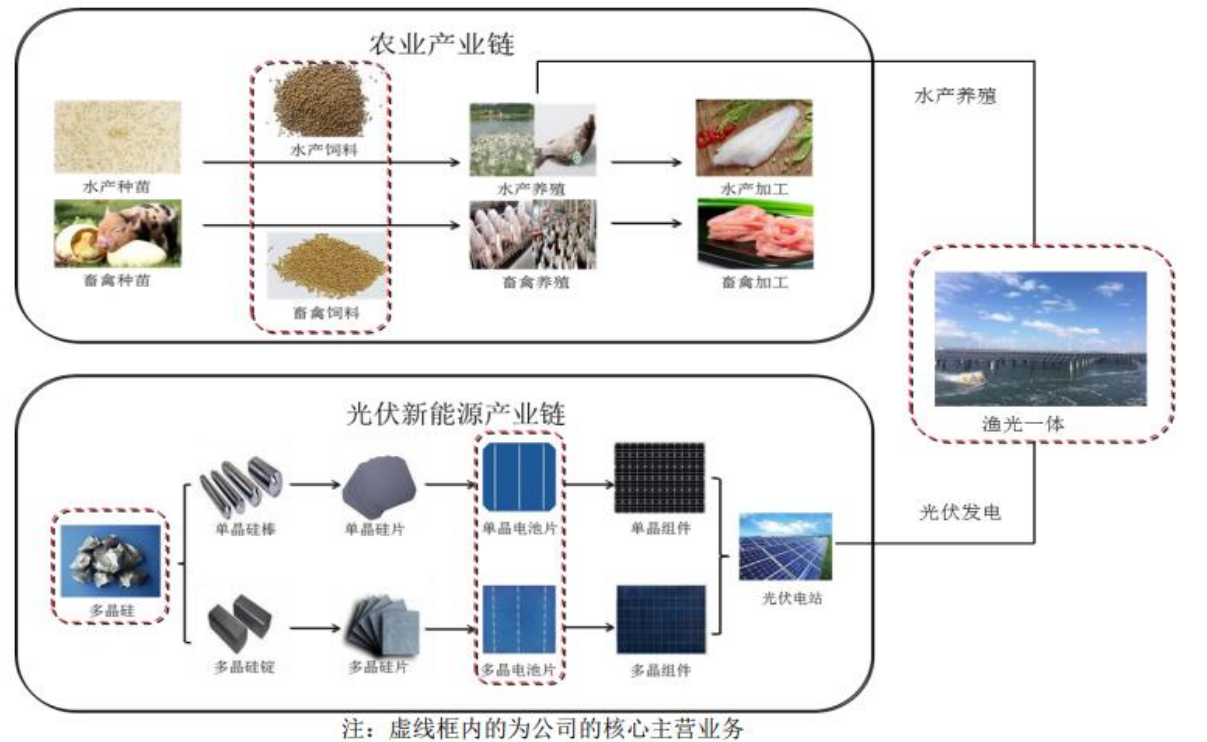 农业产业链
水产饲料
水产种苗
水产养殖
水产加工
畜禽种苗
畜禽饲料
畜禽养殖
畜禽加工
水产养殖
渔光一体
光伏发电
光伏新能源产业链
单晶硅棒
单晶硅片
单晶电池片
单晶组件
多晶硅
光伏电站
多晶硅锭
多晶硅片
多晶电池片
多晶组件
注：虚线框内的为公司的核心主营业务